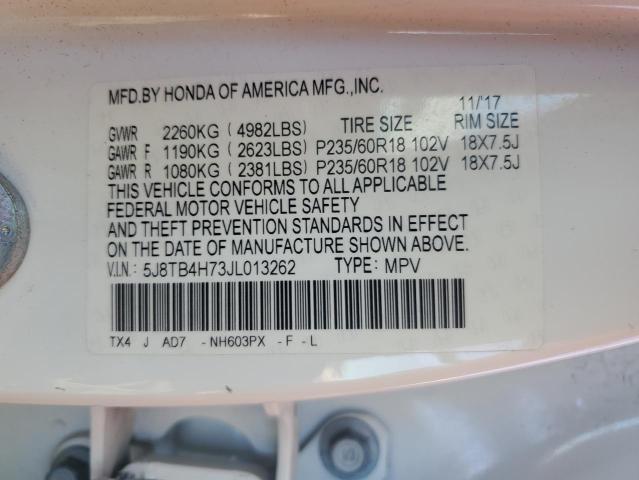 MFD.BY HONDA OF AMERICA MFG.,INC.
11/'17
GVWR 2260KG ( 4982LBS) TIRE SIZE RIM SIZE
GAWR F 1190KG ( 2623LBS) P235/60R18 102V 18X7.5J
GAWR R 1080KG ( 2381LBS) P235/60R18 102V 18X7.5J
THIS VEHICLE CONFORMS TO ALL APPLICABLE
FEDERAL MOTOR VEHICLE SAFETY
AND THEFT PREVENTION STANDARDS IN EFFECT
ON THE DATE OF MANUFACTURE SHOWN ABOVE.
V.I.N: 5J8TB4H73JL013262 TYPE: MPV
TX4 J AD7 -NH603PX -F -L